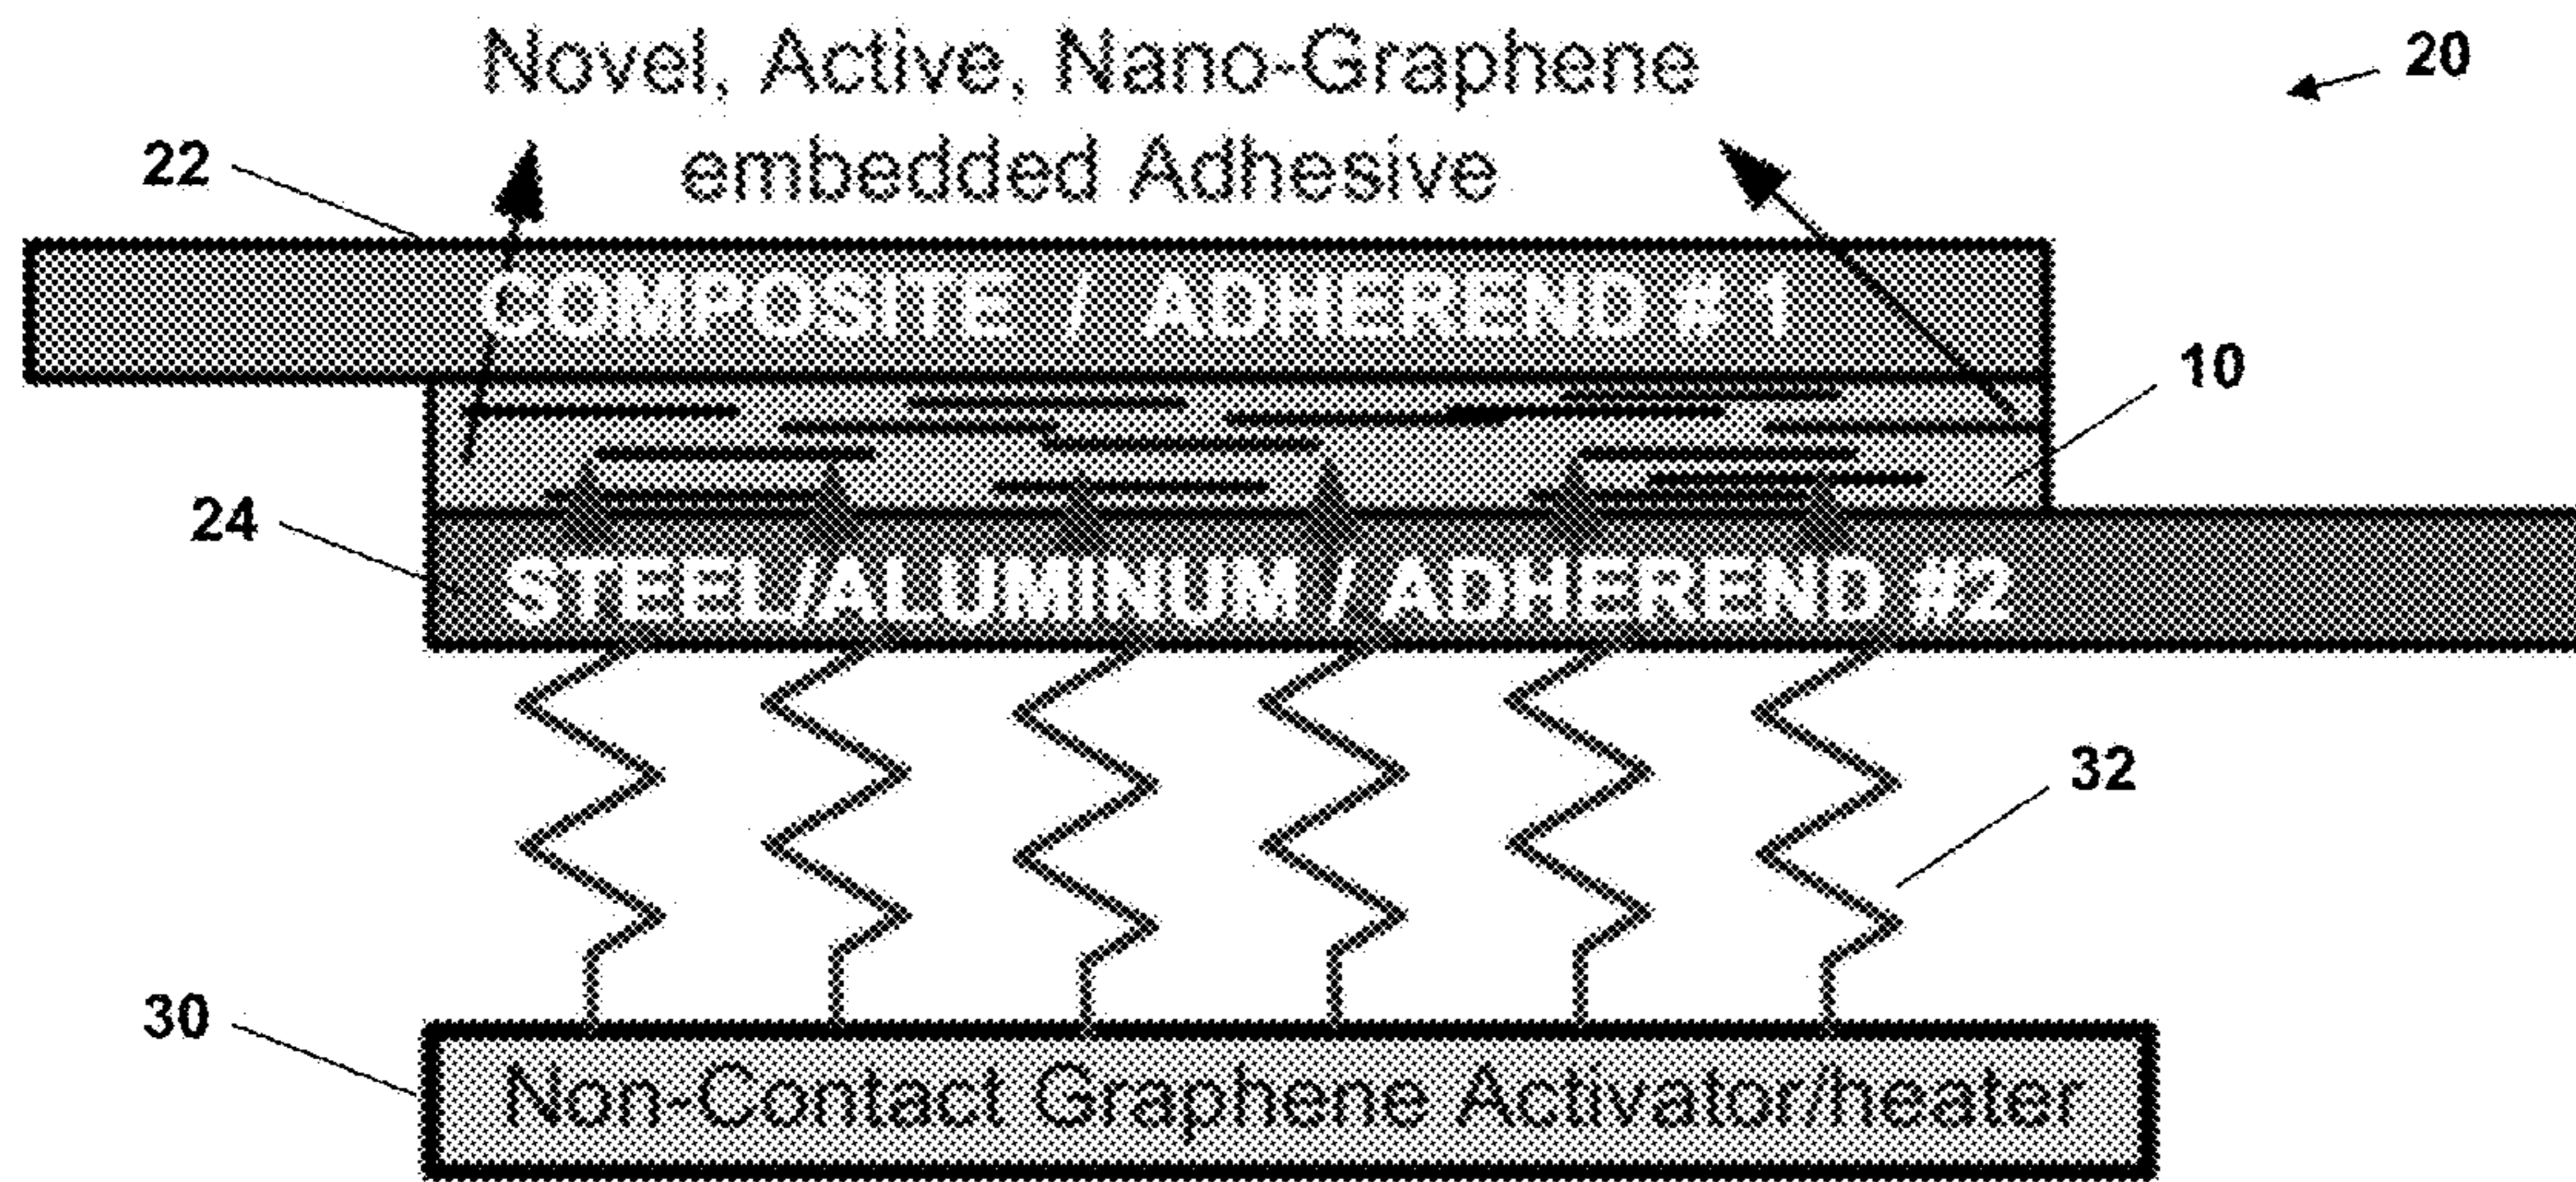 Novel, Active, Nano-Graphene
20
embedded Adhesive
22
COMPOSITE / ADHEREND # 1
10
24
STEEL/ALUMINUM / ADHEREND #2
32
30
Non-Contact Graphene Activator/heater